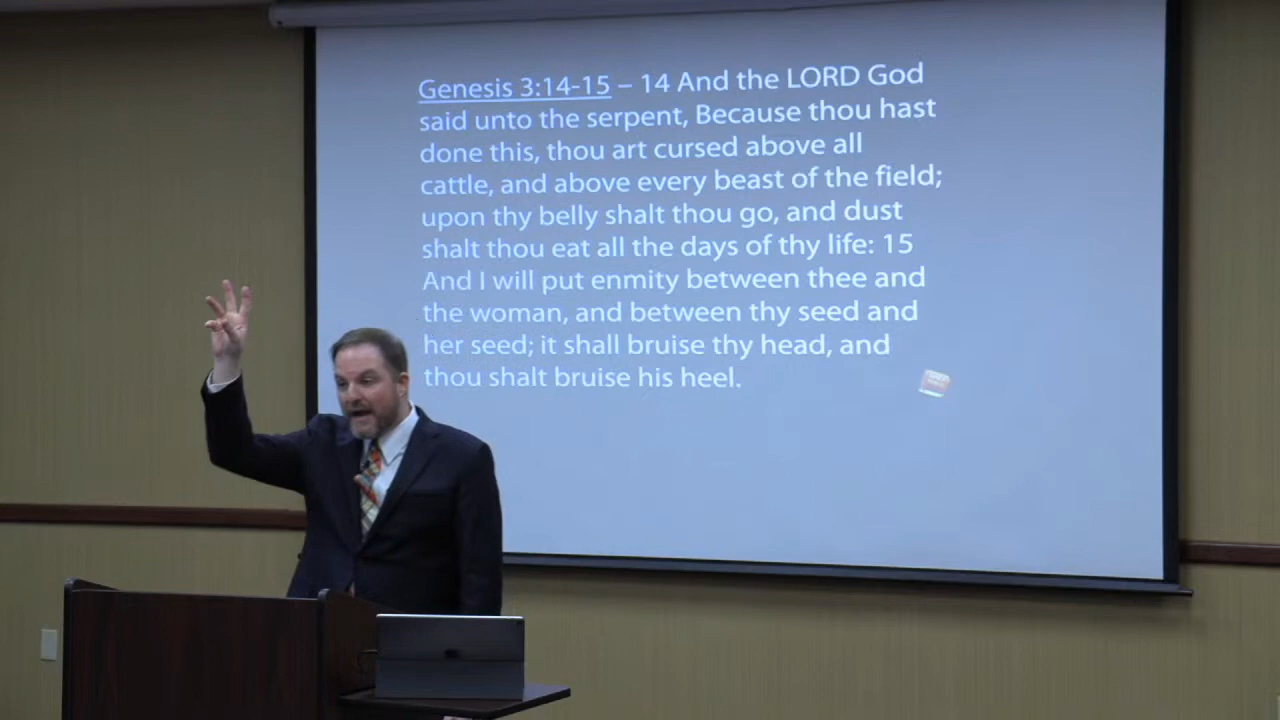 Genesis 3:14-15 – 14 And the LORD God
said unto the serpent, Because thou hast
done this, thou art cursed above all
cattle, and above every beast of the field;
upon thy belly shalt thou go, and dust
shalt thou eat all the days of thy life: 15
And I will put enmity between thee and
the woman, and between thy seed and
her seed; it shall bruise thy head, and
thou shalt bruise his heel.